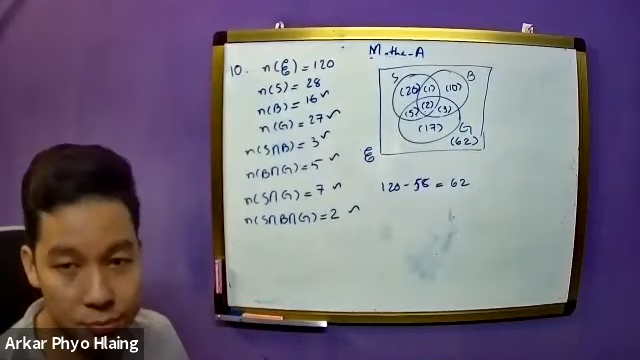 Maths-A
10. n(ℰ) = 120
n(S) = 28
n(B) = 16
n(G) = 27
n(S∩B) = 3
n(B∩G) = 5
n(S∩G) = 7
n(S∩B∩G) = 2
S B
(20) (1) (10)
(2)
(5) (3)
(17) G
(62)
ℰ
120 - 58 = 62
Arkar Phyo Hlaing